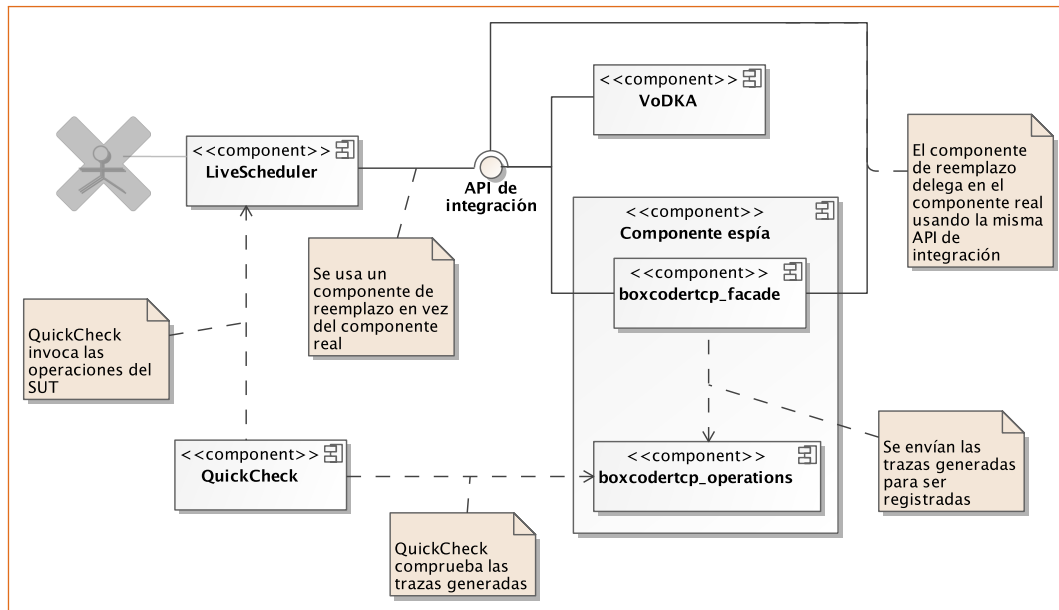 <<component>>
VoDKA
<<component>>
LiveScheduler
API de
integración
El componente
de reemplazo
delega en el
componente real
usando la misma
API de
integración
<<component>>
Componente espía
<<component>>
boxcodertcp_facade
Se usa un
componente de
reemplazo en vez
del componente
real
QuickCheck
invoca las
operaciones del
SUT
<<component>>
QuickCheck
<<component>>
boxcodertcp_operations
Se envían las
trazas generadas
para ser
registradas
QuickCheck
comprueba las
trazas generadas